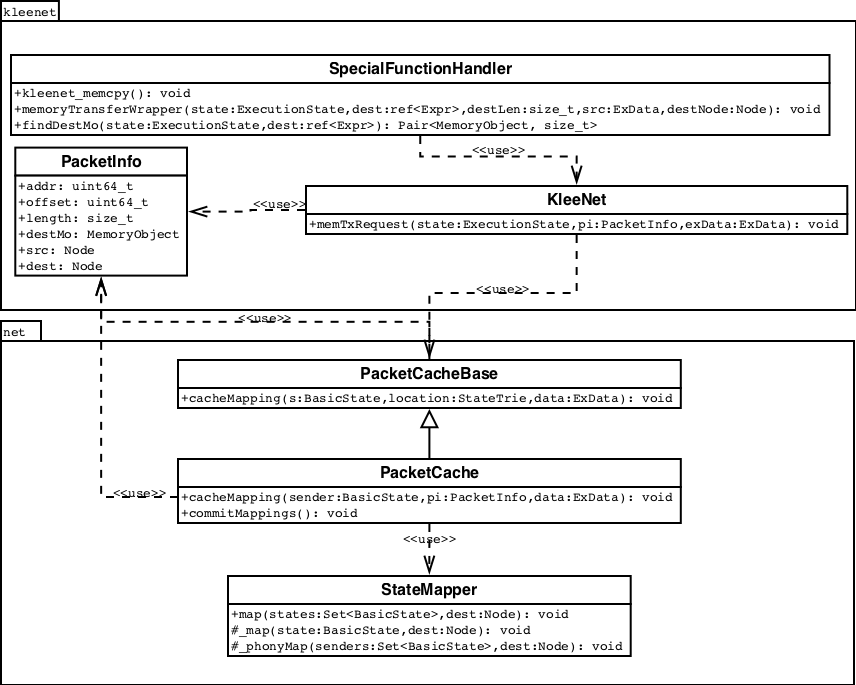 kleenet
SpecialFunctionHandler
+kleenet_memcpy(): void
+memoryTransferWrapper(state:ExecutionState,dest:ref<Expr>,destLen:size_t,src:ExData,destNode:Node): void
+findDestMo(state:ExecutionState,dest:ref<Expr>): Pair<MemoryObject, size_t>
<<use>>
PacketInfo
+addr: uint64_t
+offset: uint64_t
+length: size_t
+destMo: MemoryObject
+src: Node
+dest: Node
<<use>>
KleeNet
+memTxRequest(state:ExecutionState,pi:PacketInfo,exData:ExData): void
<<use>>
<<use>>
net
PacketCacheBase
+cacheMapping(s:BasicState,location:StateTrie,data:ExData): void
PacketCache
+cacheMapping(sender:BasicState,pi:PacketInfo,data:ExData): void
+commitMappings(): void
<<use>>
<<use>>
StateMapper
+map(states:Set<BasicState>,dest:Node): void
#_map(state:BasicState,dest:Node): void
#_phonyMap(senders:Set<BasicState>,dest:Node): void